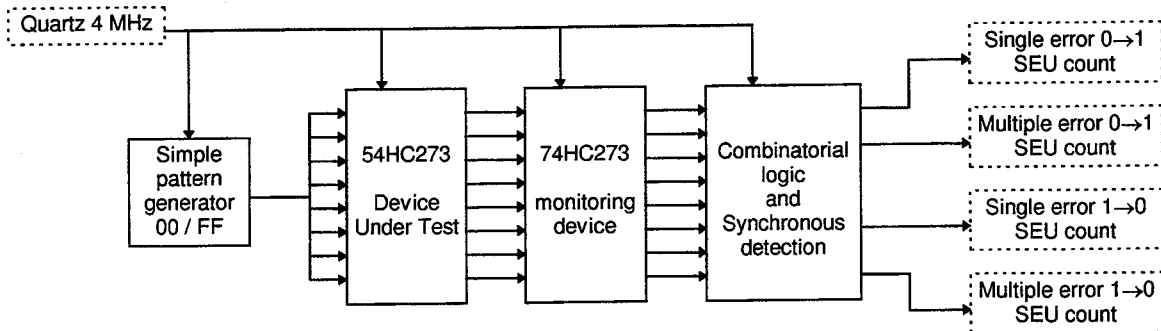 Quartz 4 MHz
Simple
pattern
generator
00 / FF
54HC273
Device
Under Test
74HC273
monitoring
device
Combinatorial
logic
and
Synchronous
detection
Single error 0→1
SEU count
Multiple error 0→1
SEU count
Single error 1→0
SEU count
Multiple error 1→0
SEU count